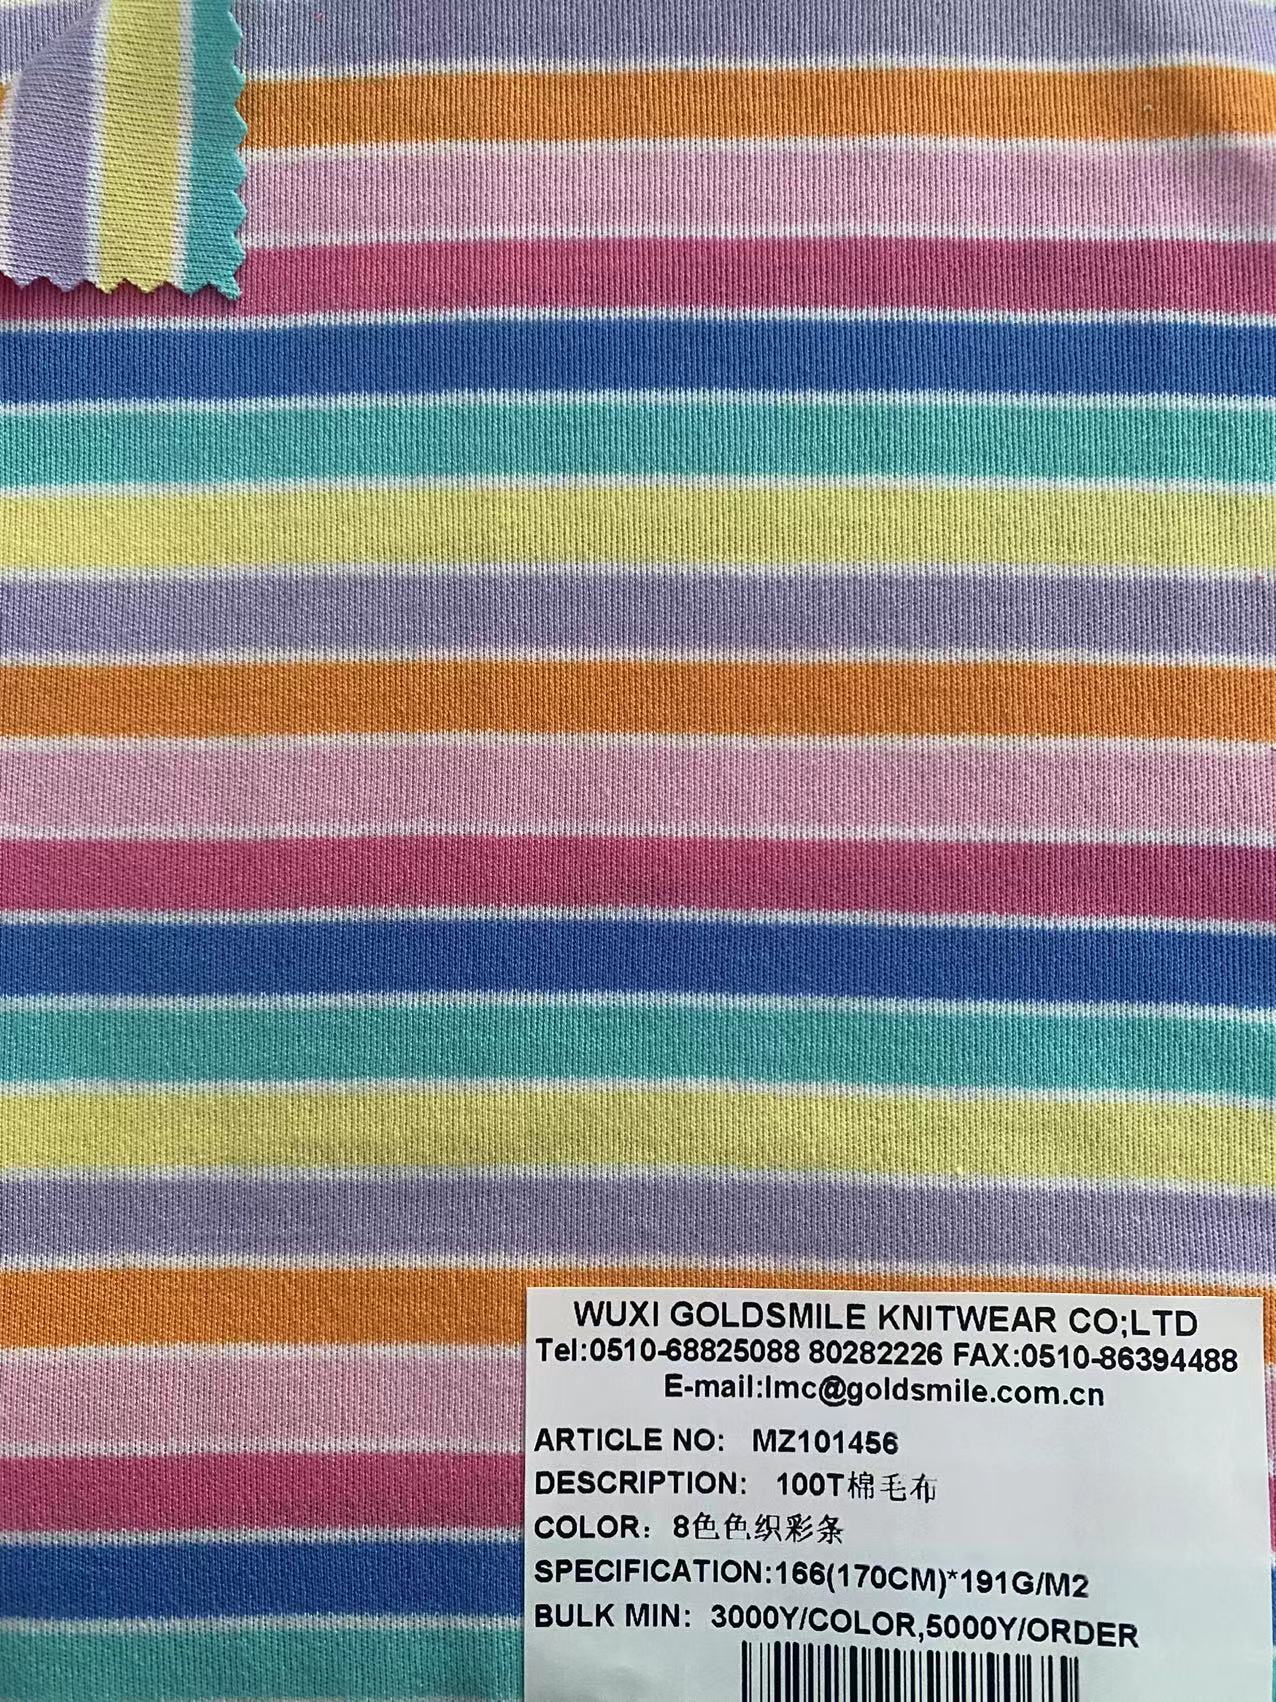 WUXI GOLDSMILE KNITWEAR CO;LTD
Tel:0510-68825088 80282226 FAX:0510-86394488
E-mail:lmc@goldsmile.com.cn
ARTICLE NO: MZ101456
DESCRIPTION: 100T棉毛布
COLOR：8色色织彩条
SPECIFICATION:166(170CM)*191G/M2
BULK MIN: 3000Y/COLOR,5000Y/ORDER